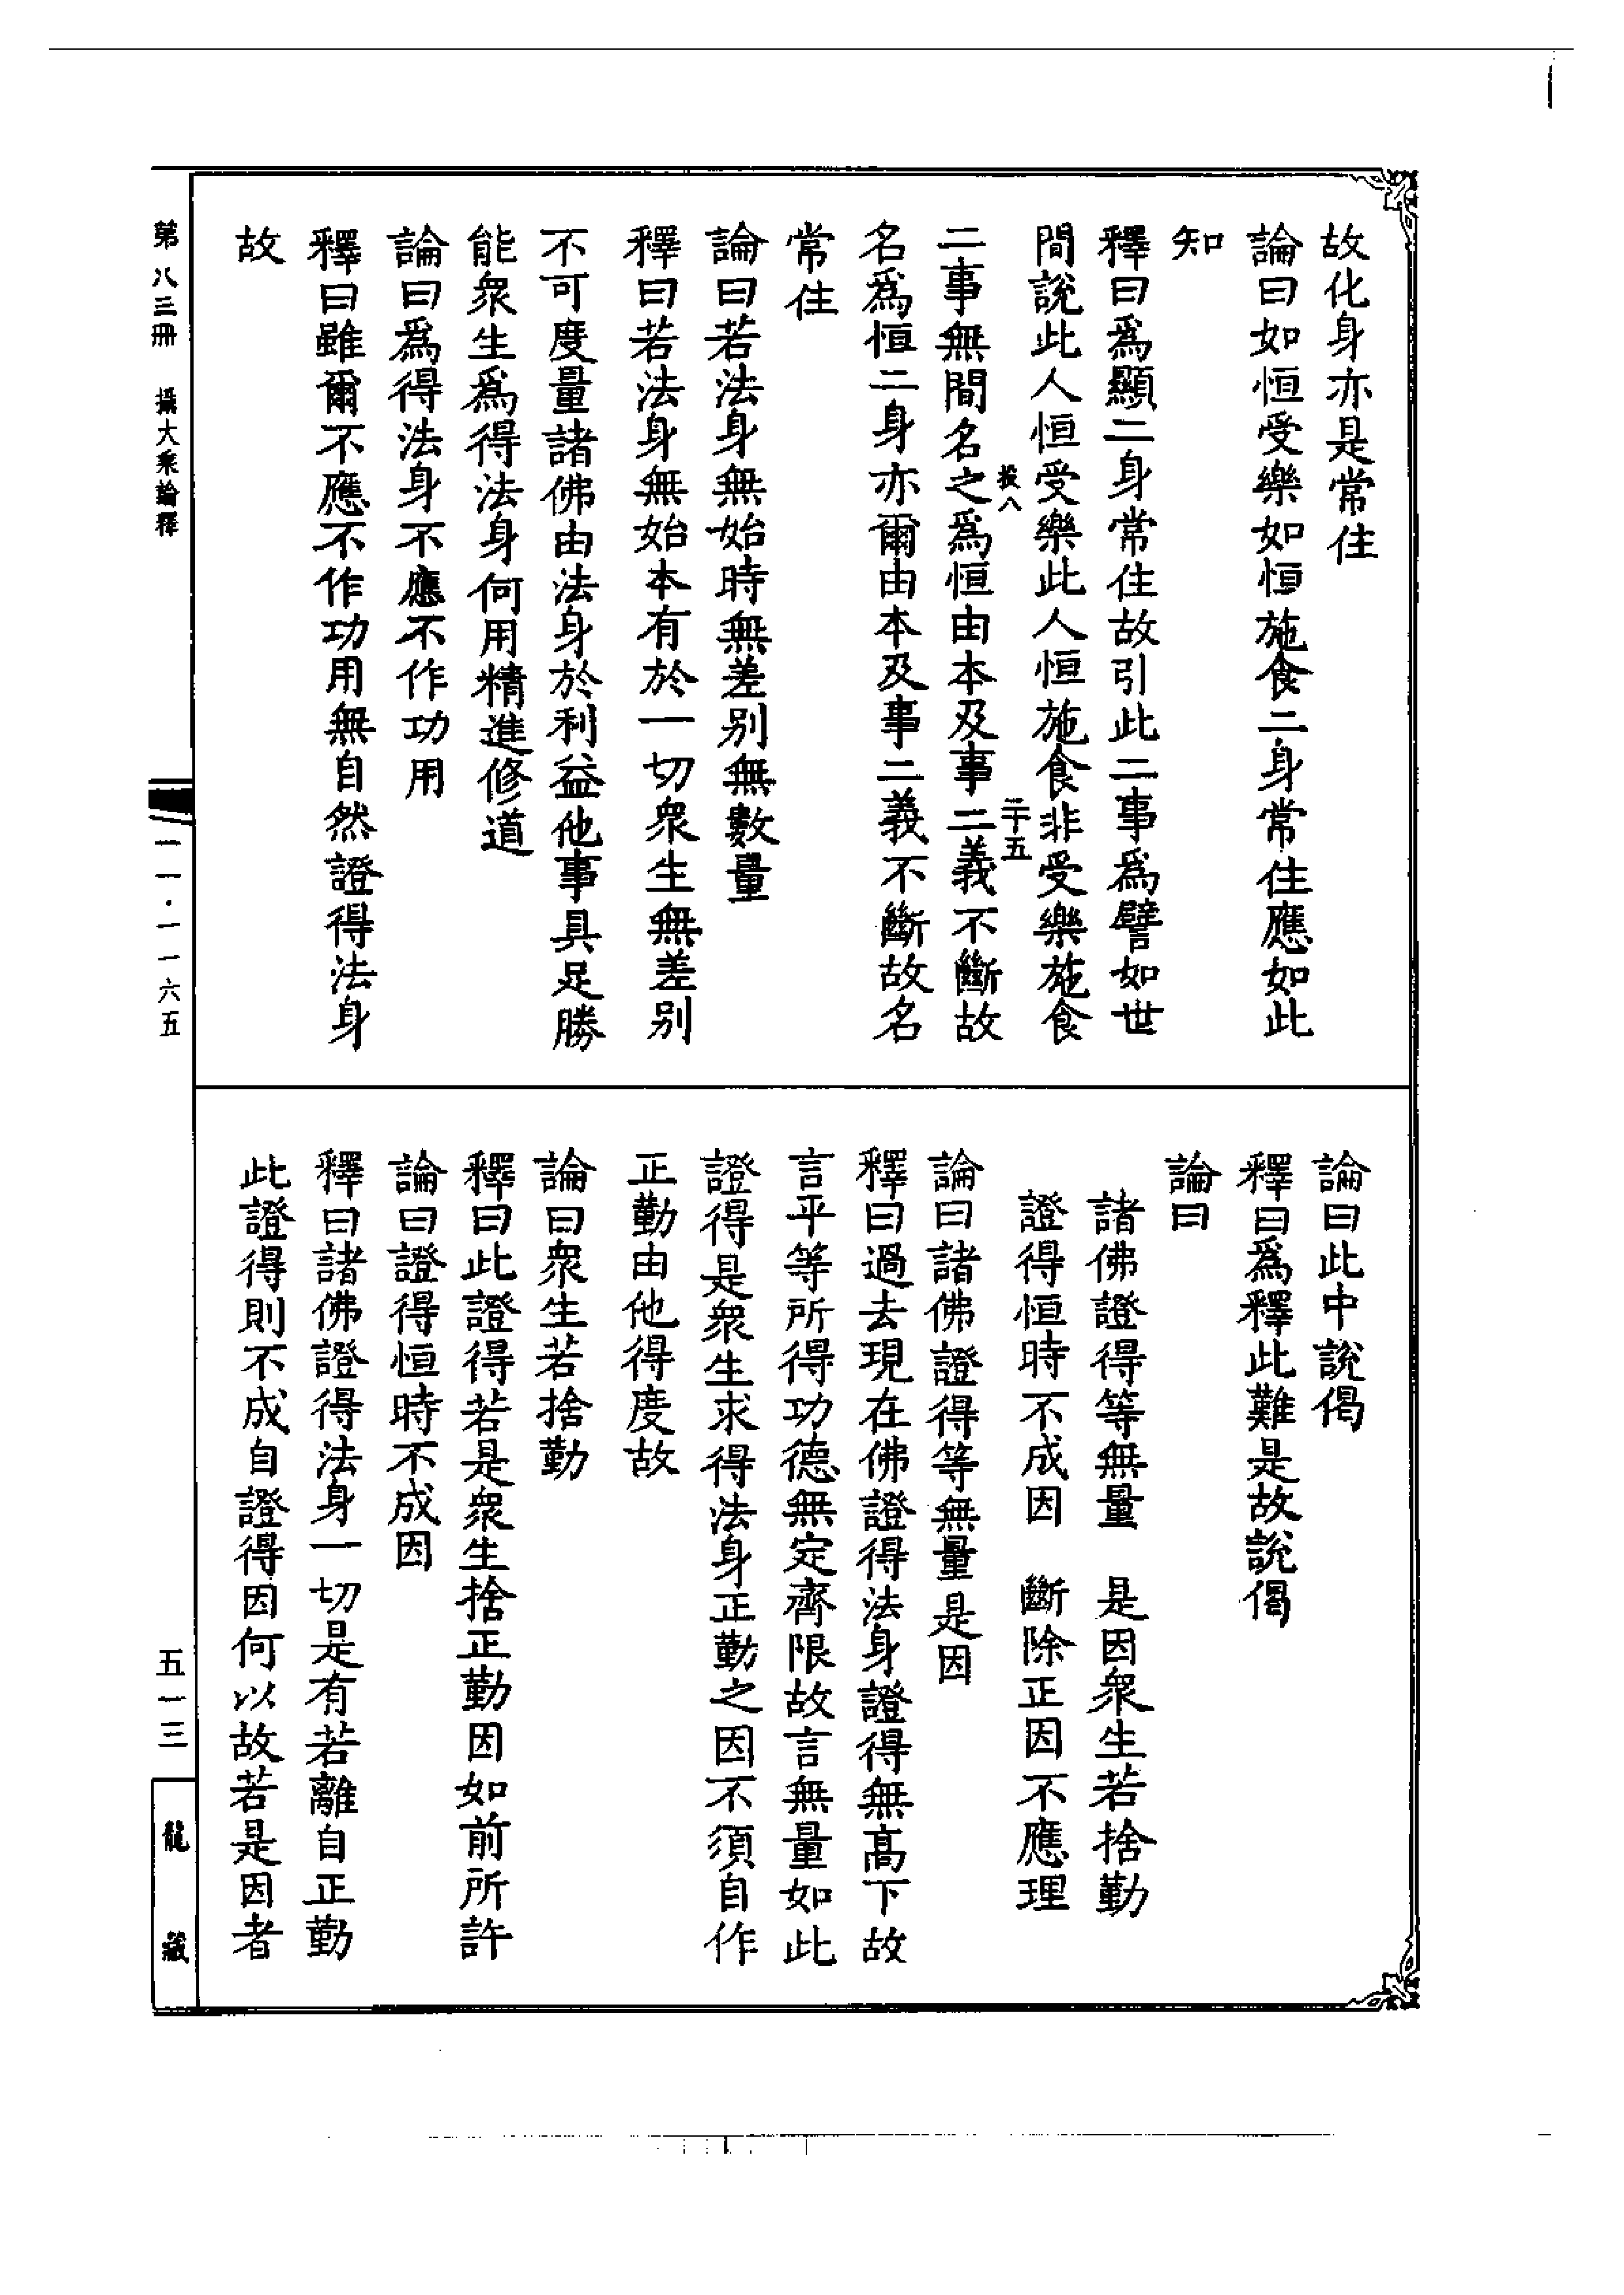 故化身亦是常住
論曰如恒受樂如恒施食二身常住應如此
知
釋曰爲顯二身常住故引此二事爲譬如世
間說此人恒受樂此人恒施食非受樂施食
二十五
二事無間名之爲恒由本及事二義不斷故
名爲恒二身亦爾由本及事二義不斷故名
常住
論曰若法身無始時無差别無數量
釋曰若法身無始本有於一切衆生無差别
不可度量諸佛由法身於利益他事具足勝
能衆生爲得法身何用精進修道
論曰爲得法身不應不作功用
釋曰雖爾不應不作功用無自然證得法身
故
論曰此中說偈
釋曰爲釋此難是故說偈
論曰
諸佛證得等無量　是因衆生若捨勤
證得恒時不成因　斷除正因不應理
論曰諸佛證得等無量是因
釋曰過去現在佛證得法身證得無高下故
言平等所得功德無定齊限故言無量如此
證得是衆生求得法身正勤之因不須自作
正勤由他得度故
論曰衆生若捨勤
釋曰此證得若是衆生捨正勤因如前所許
論曰證得恒時不成因
釋曰諸佛證得法身一切是有若離自正勤
此證得則不成自證得因何以故若是因者
第八三冊　攝大乘論釋
一一·一一六五
五一三
龍藏